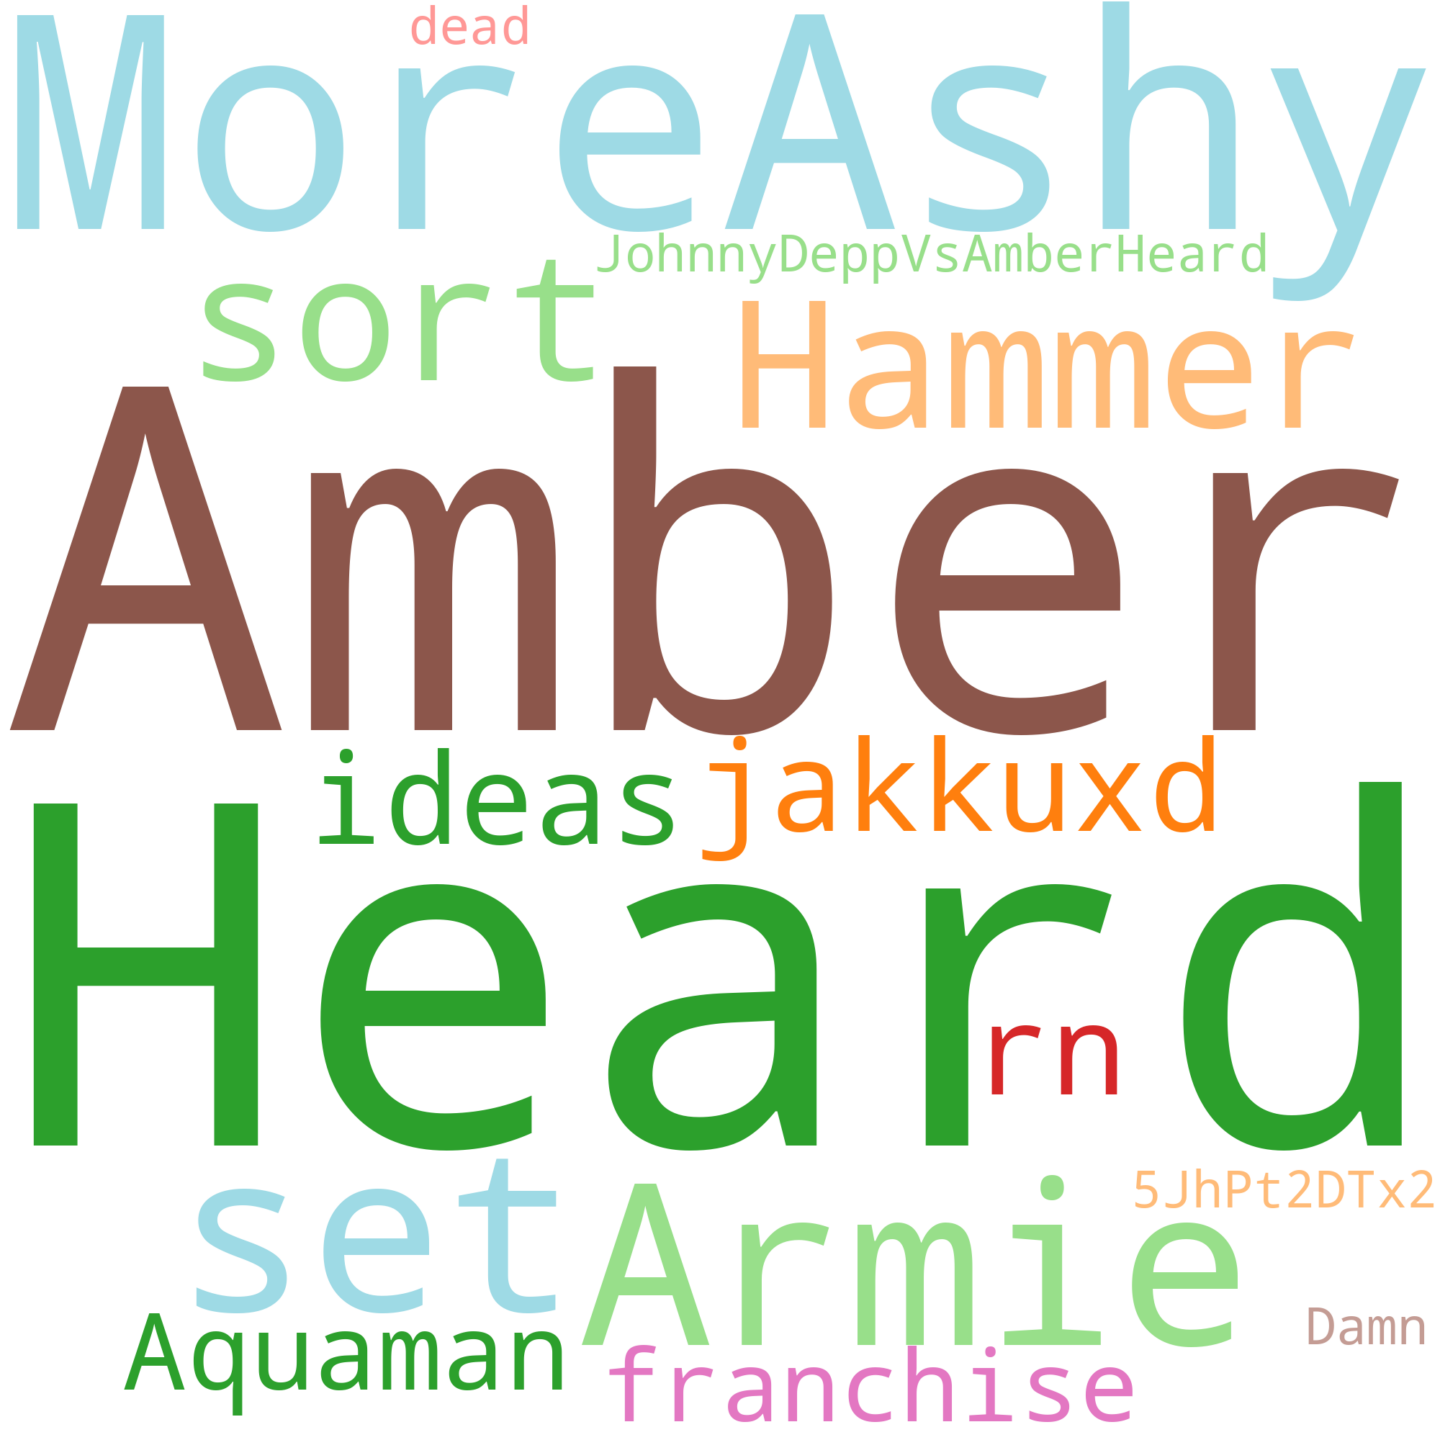 dead
MoreAshy
JohnnyDeppVsAmberHeard
sort
Hammer
Amber
ideas
jakkuxd
Heard
rn
set
Armie
5JhPt2DTx2
Aquaman
Damn
franchise